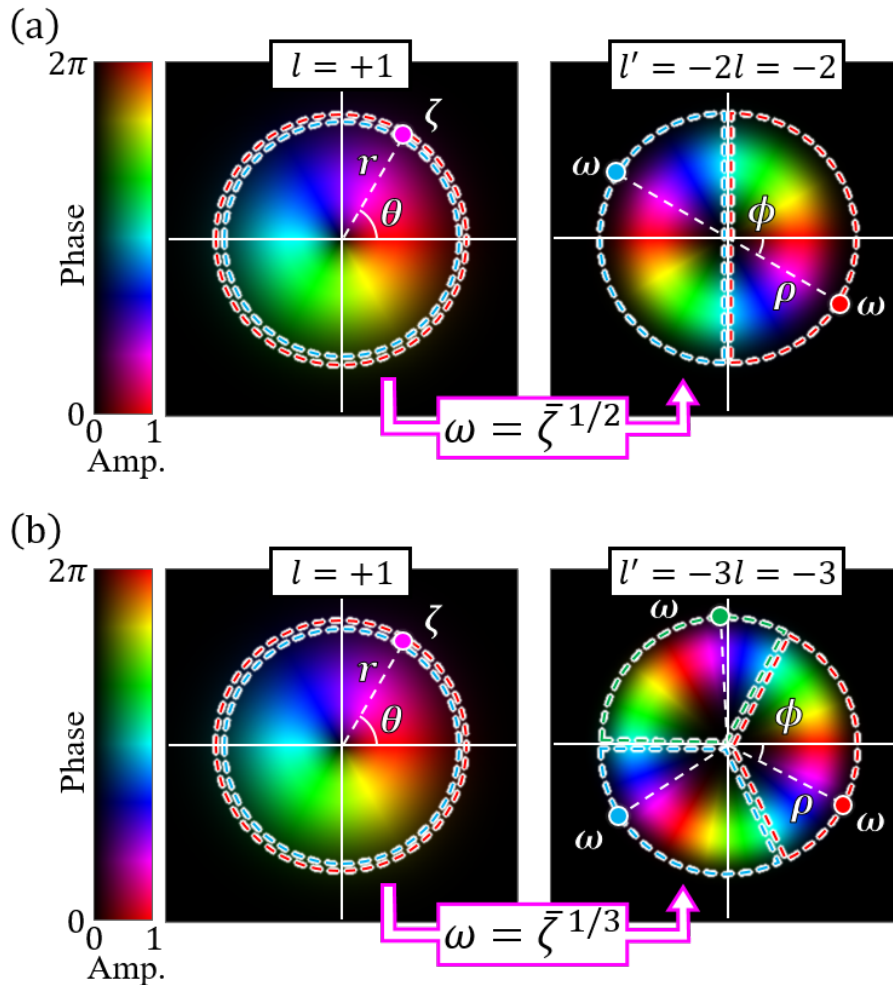 (a)
2π
l = +1
l′ = −2l = −2
ζ
r
θ
ω
ϕ
ρ
ω
Phase
0
0 1
Amp.
ω = ζ̄ ^{1/2}
(b)
2π
l = +1
l′ = −3l = −3
ζ
r
θ
ω
ϕ
ρ
ω
ω
Phase
0
0 1
Amp.
ω = ζ̄ ^{1/3}